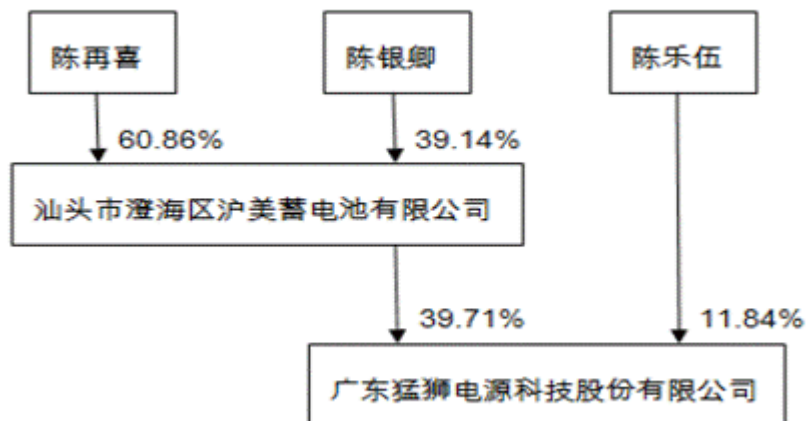 陈再喜
陈银卿
陈乐伍
60.86%
39.14%
汕头市澄海区沪美蓄电池有限公司
39.71%
11.84%
广东猛狮电源科技股份有限公司